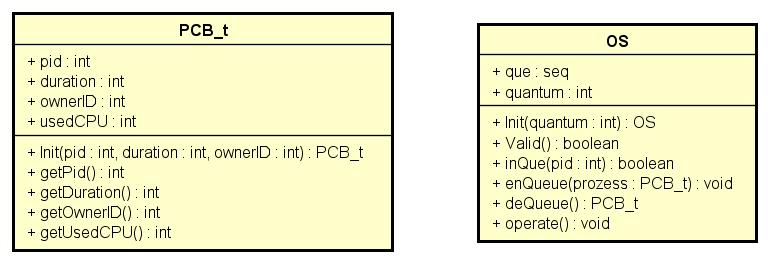 PCB_t
+ pid : int
+ duration : int
+ ownerID : int
+ usedCPU : int
+ Init(pid : int, duration : int, ownerID : int) : PCB_t
+ getPid() : int
+ getDuration() : int
+ getOwnerID() : int
+ getUsedCPU() : int
OS
+ que : seq
+ quantum : int
+ Init(quantum : int) : OS
+ Valid() : boolean
+ inQue(pid : int) : boolean
+ enQueue(prozess : PCB_t) : void
+ deQueue() : PCB_t
+ operate() : void